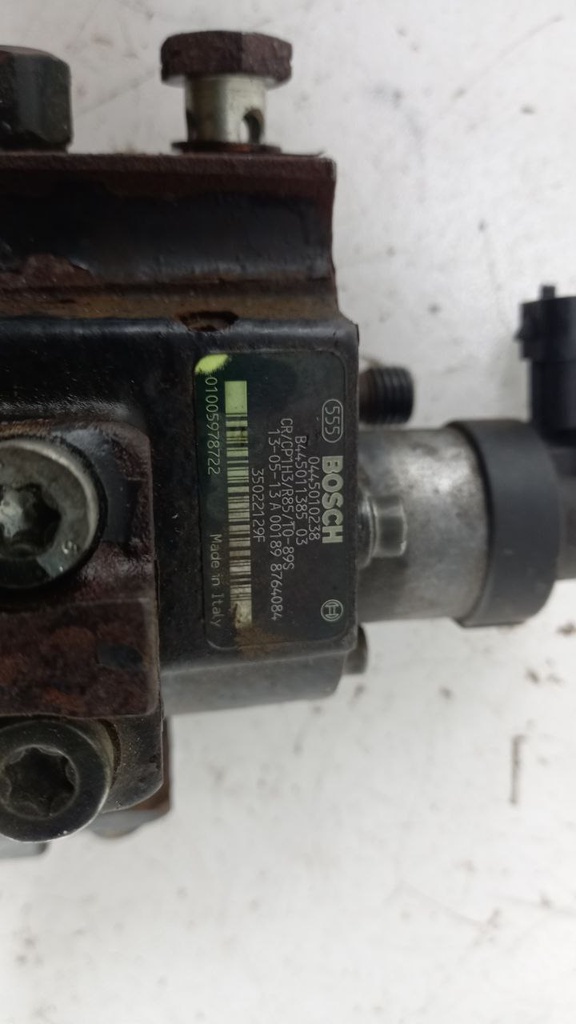 555 BOSCH
0445010238
B445011385 03
CR/CP1H3/R85/10-89S
13-05-13 A 00189 8764084
35022129F
01005978722 Made in Italy